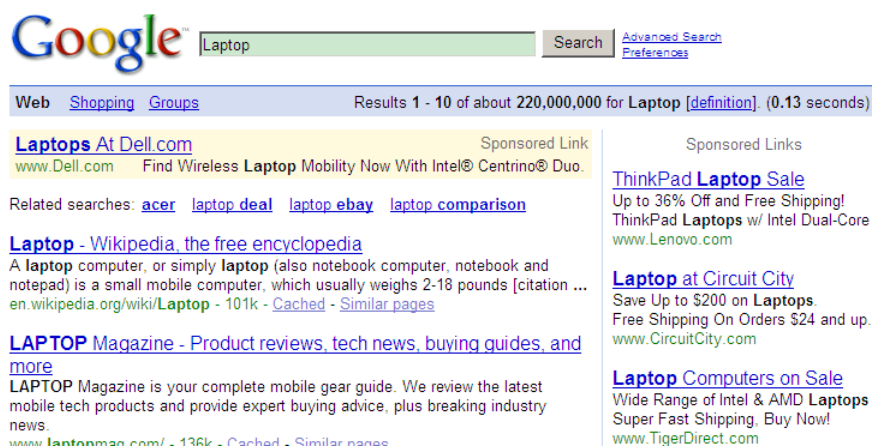 Google™
Laptop
Search
Advanced Search
Preferences
Web Shopping Groups
Results 1 - 10 of about 220,000,000 for Laptop [definition]. (0.13 seconds)
Laptops At Dell.com
Sponsored Link
www.Dell.com Find Wireless Laptop Mobility Now With Intel® Centrino® Duo.
Related searches: acer laptop deal laptop ebay laptop comparison
Laptop - Wikipedia, the free encyclopedia
A laptop computer, or simply laptop (also notebook computer, notebook and
notepad) is a small mobile computer, which usually weighs 2-18 pounds [citation ...
en.wikipedia.org/wiki/Laptop - 101k - Cached - Similar pages
LAPTOP Magazine - Product reviews, tech news, buying guides, and
more
LAPTOP Magazine is your complete mobile gear guide. We review the latest
mobile tech products and provide expert buying advice, plus breaking industry
news.
www.laptopmag.com/ - 136k - Cached - Similar pages
Sponsored Links
ThinkPad Laptop Sale
Up to 36% Off and Free Shipping!
ThinkPad Laptops w/ Intel Dual-Core
www.Lenovo.com
Laptop at Circuit City
Save Up to $200 on Laptops.
Free Shipping On Orders $24 and up.
www.CircuitCity.com
Laptop Computers on Sale
Wide Range of Intel & AMD Laptops
Super Fast Shipping, Buy Now!
www.TigerDirect.com